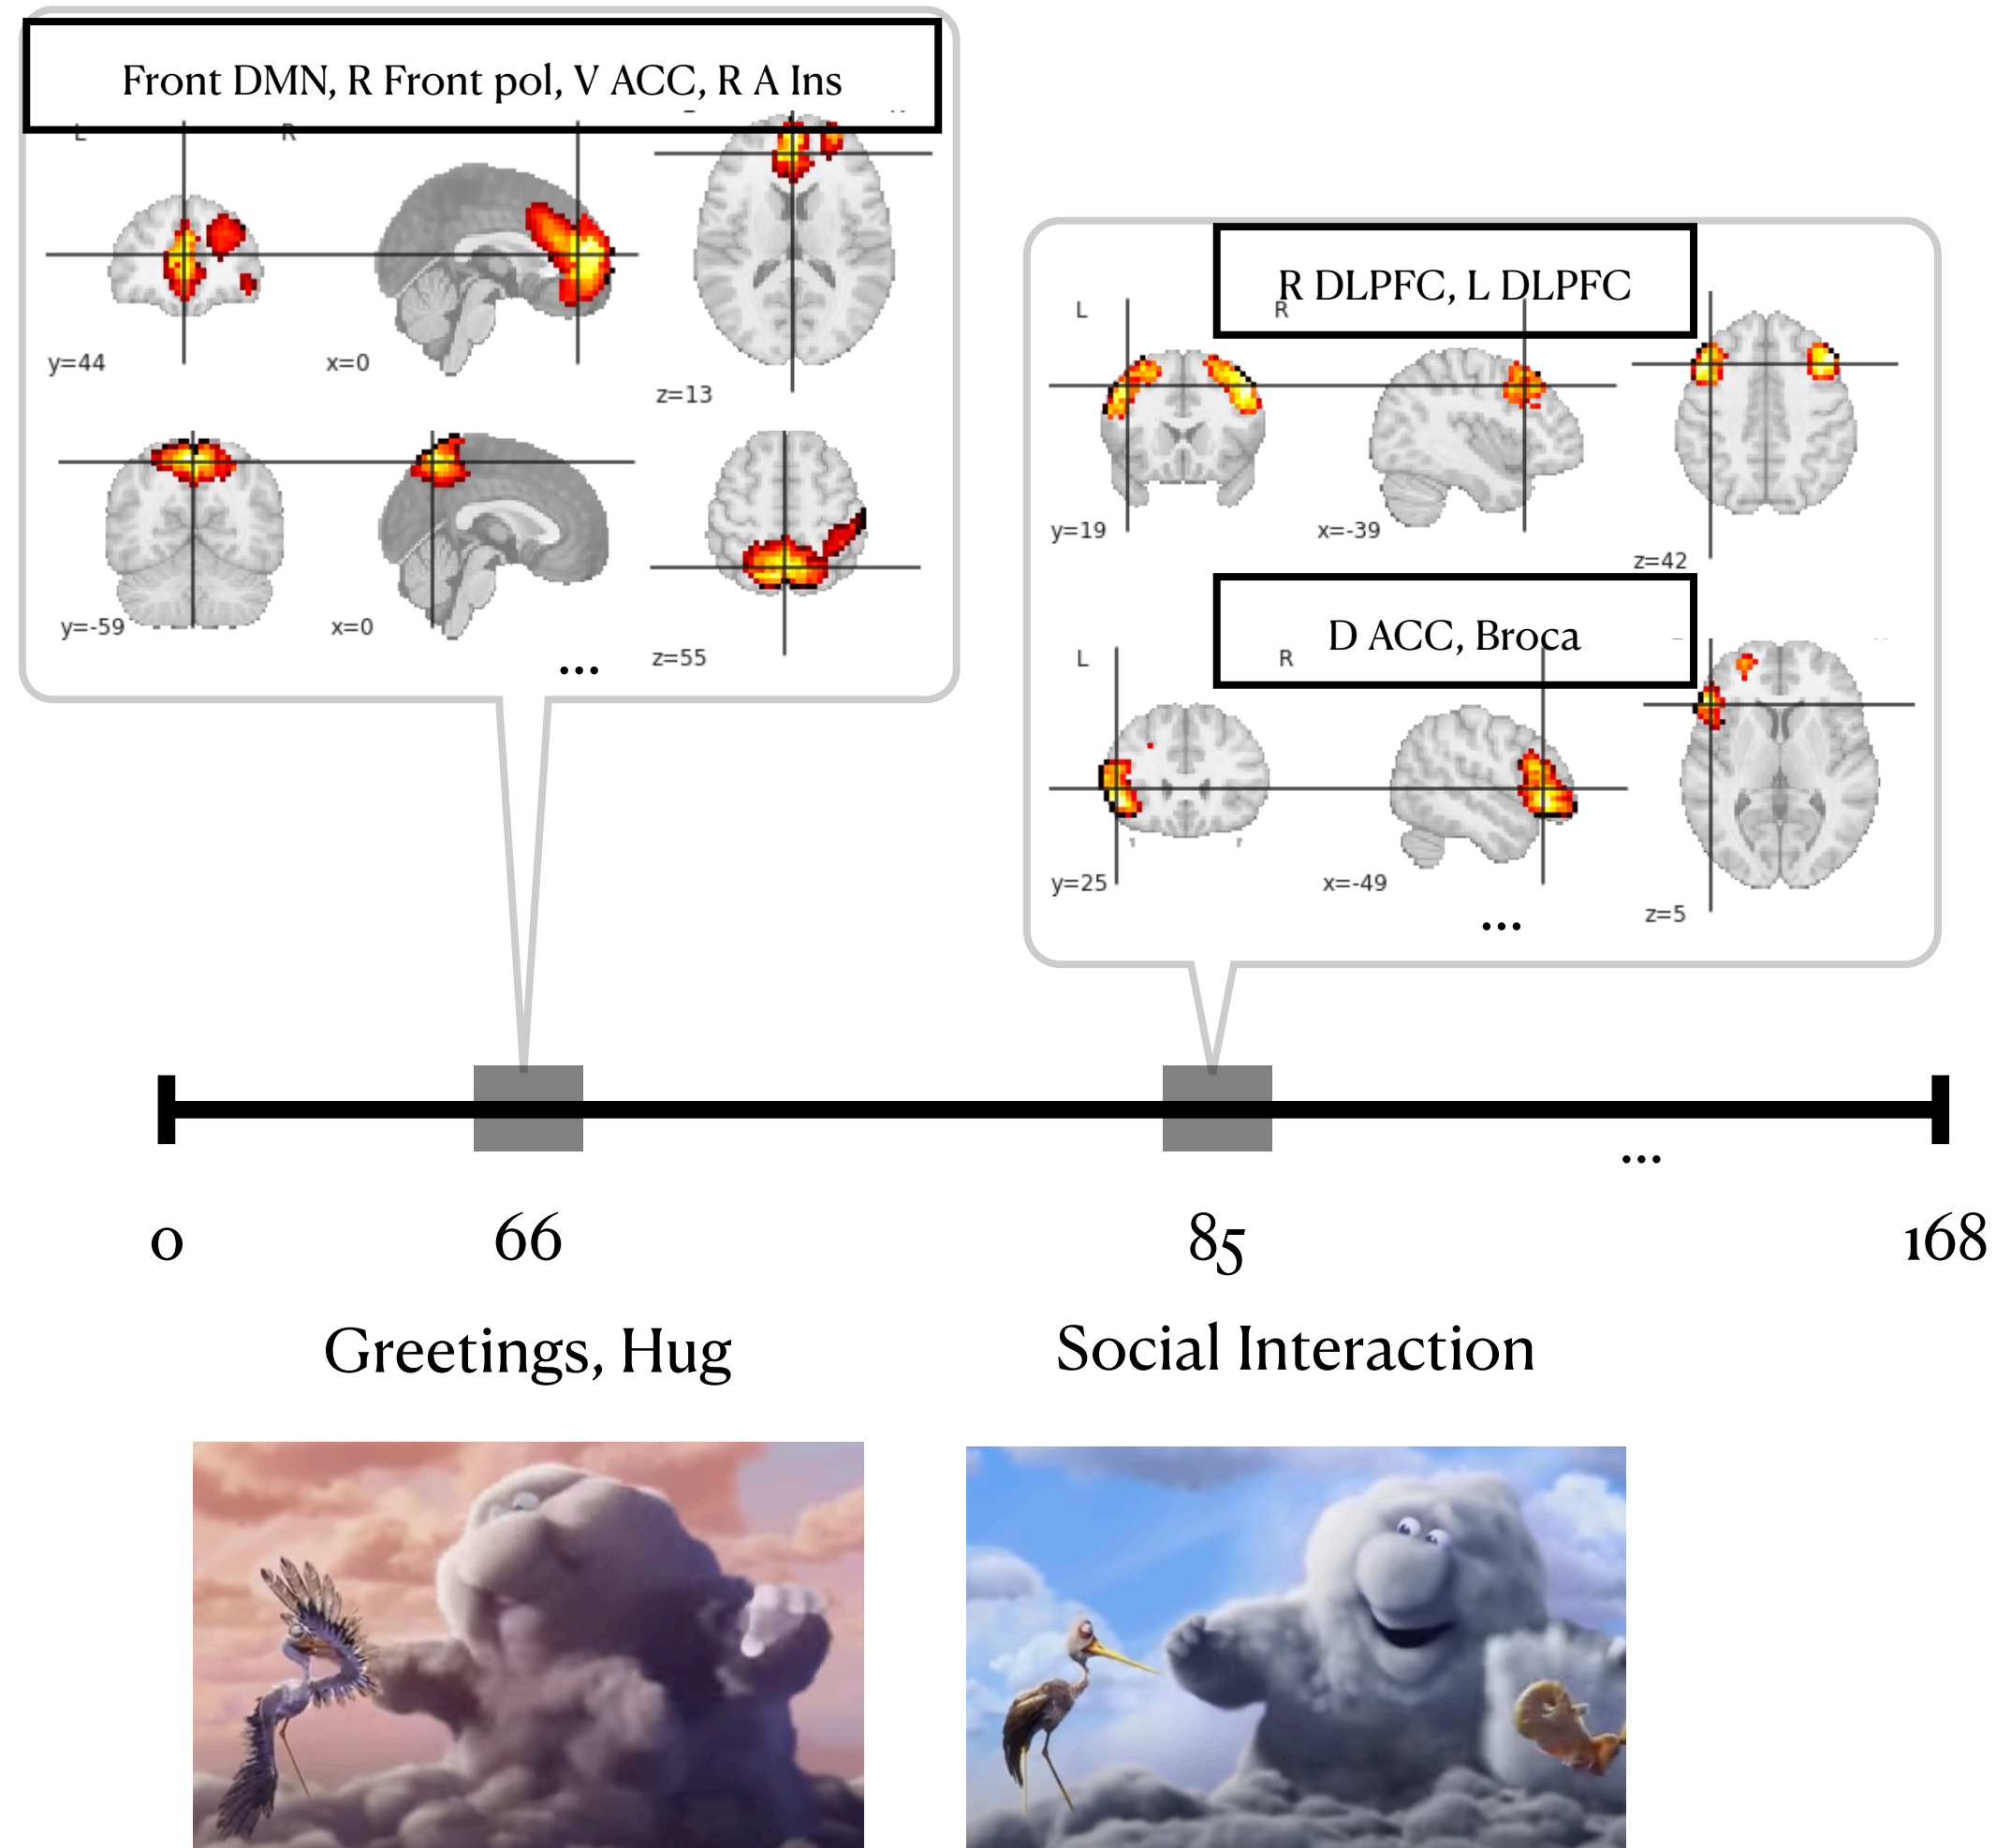 Front DMN, R Front pol, V ACC, R A Ins
L R
y=44 x=0 z=13
y=-59 x=0 z=55
...
R DLPFC, L DLPFC
L R
y=19 x=-39 z=42
D ACC, Broca
L R
y=25 x=-49 z=5
...
...
0 66 85 168
Greetings, Hug Social Interaction